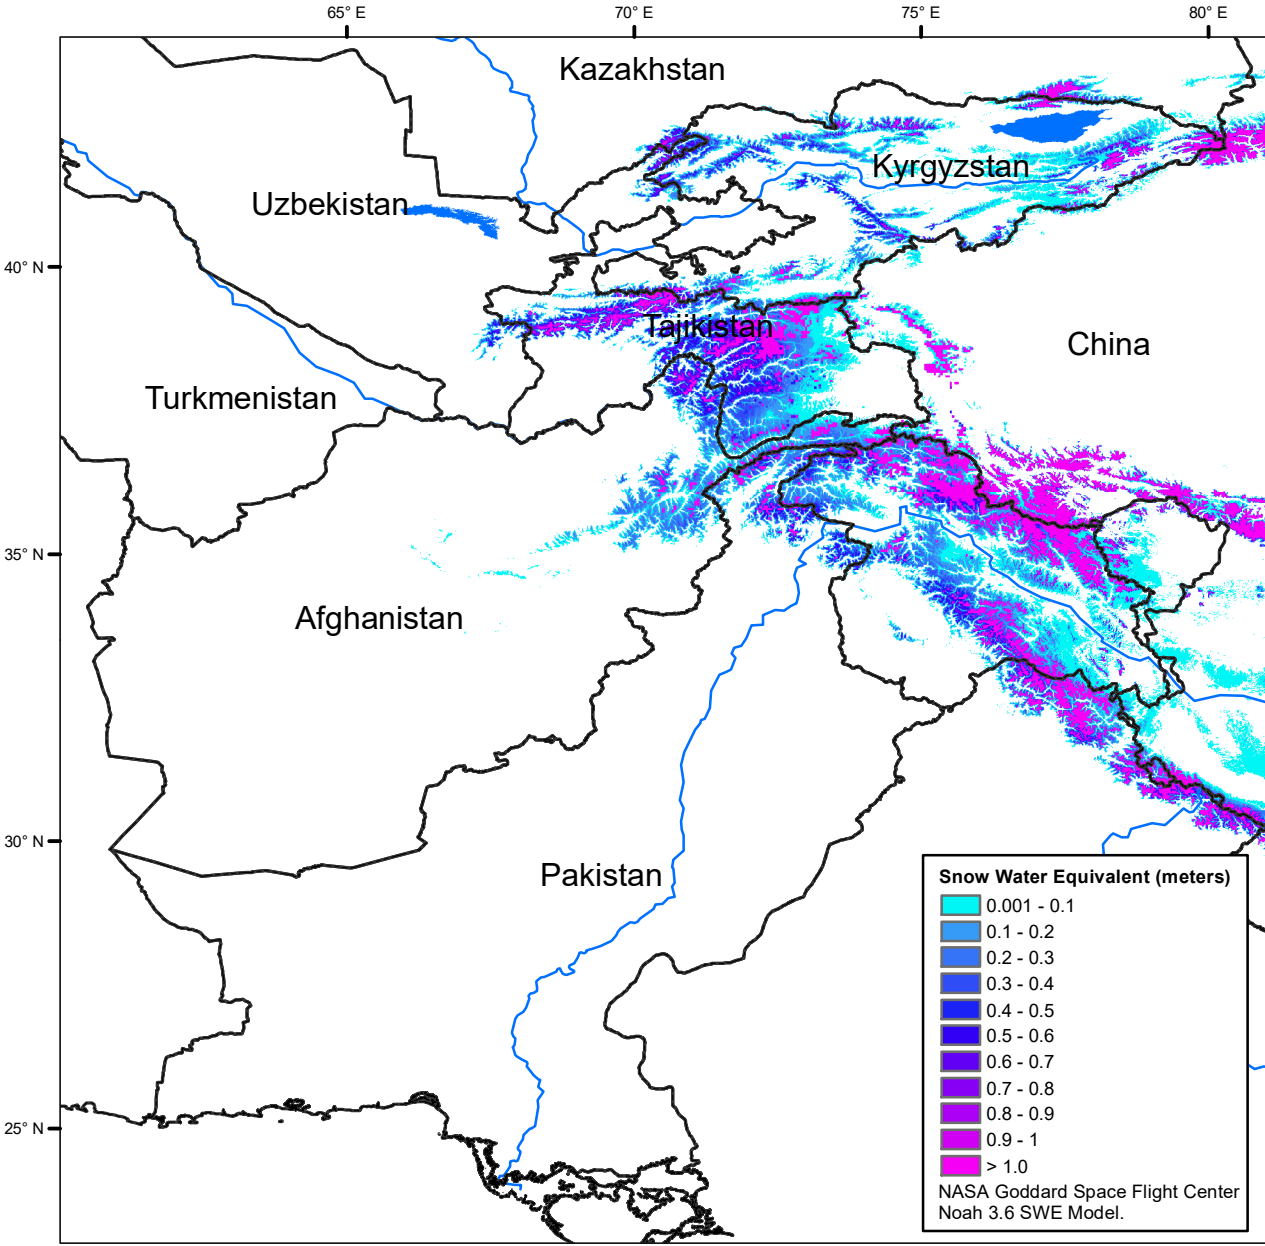 65° E
70° E
75° E
80° E
Kazakhstan
Kyrgyzstan
Uzbekistan
40° N
Tajikistan
China
Turkmenistan
35° N
Afghanistan
30° N
Pakistan
25° N
Snow Water Equivalent (meters)
0.001 - 0.1
0.1 - 0.2
0.2 - 0.3
0.3 - 0.4
0.4 - 0.5
0.5 - 0.6
0.6 - 0.7
0.7 - 0.8
0.8 - 0.9
0.9 - 1
> 1.0
NASA Goddard Space Flight Center
Noah 3.6 SWE Model.